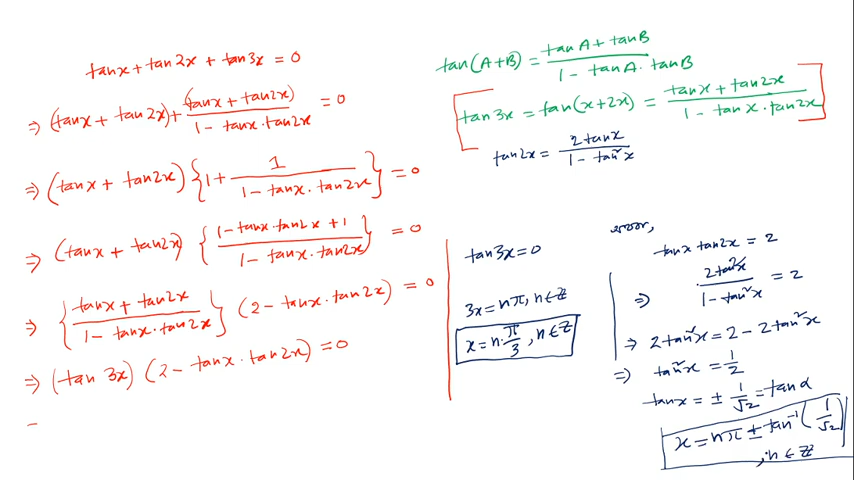 tanx + tan2x + tan3x = 0
⇒ (tanx + tan2x) + (tanx + tan2x) / (1 - tanx · tan2x) = 0
⇒ (tanx + tan2x) {1 + 1 / (1 - tanx · tan2x)} = 0
⇒ (tanx + tan2x) {(1 - tanx · tan2x + 1) / (1 - tanx · tan2x)} = 0
⇒ {(tanx + tan2x) / (1 - tanx · tan2x)} (2 - tanx · tan2x) = 0
⇒ (tan 3x) (2 - tanx · tan2x) = 0
=
tan(A+B) = (tanA + tanB) / (1 - tanA · tanB)
[tan3x = tan(x+2x) = (tanx + tan2x) / (1 - tanx · tan2x)]
tan2x = 2tanx / (1 - tan²x)
tan3x = 0
3x = nπ, n∈Z
x = n·π/3, n∈Z
tanx tan2x = 2
⇒ 2tan²x / (1 - tan²x) = 2
⇒ 2tan²x = 2 - 2tan²x
⇒ tan²x = 1/2
tanx = ± 1/√2 = tanα
x = nπ ± tan⁻¹(1/√2)
, n∈Z